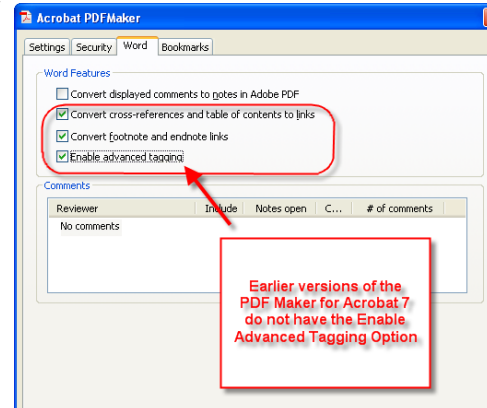 Acrobat PDFMaker
Settings Security Word Bookmarks
Word Features
Convert displayed comments to notes in Adobe PDF
Convert cross-references and table of contents to links
Convert footnote and endnote links
Enable advanced tagging
Comments
Reviewer Include Notes open C... # of comments
No comments
Earlier versions of the
PDF Maker for Acrobat 7
do not have the Enable
Advanced Tagging Option